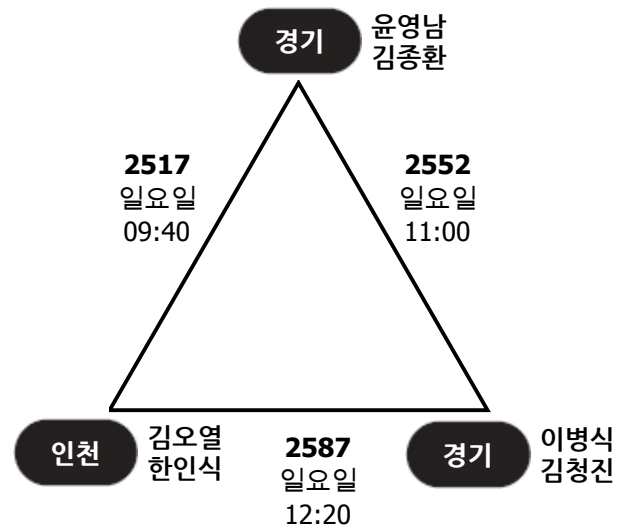 경기
윤영남
김종환
2517
일요일
09:40
2552
일요일
11:00
인천
김오열
한인식
2587
일요일
12:20
경기
이병식
김청진